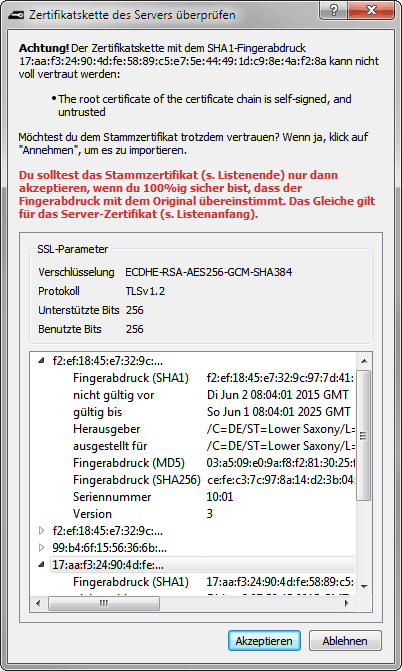 Zertifikatskette des Servers überprüfen
Achtung! Der Zertifikatskette mit dem SHA1-Fingerabdruck
17:aa:f3:24:90:4d:fe:58:89:c5:e7:5e:44:49:1d:c9:8e:4a:f2:8a kann nicht
voll vertraut werden:
• The root certificate of the certificate chain is self-signed, and
untrusted
Möchtest du dem Stammzertifikat trotzdem vertrauen? Wenn ja, klick auf
"Annehmen", um es zu importieren.
Du solltest das Stammzertifikat (s. Listenende) nur dann
akzeptieren, wenn du 100%ig sicher bist, dass der
Fingerabdruck mit dem Original übereinstimmt. Das Gleiche gilt
für das Server-Zertifikat (s. Listenanfang).
SSL-Parameter
Verschlüsselung ECDHE-RSA-AES256-GCM-SHA384
Protokoll TLSv1.2
Unterstützte Bits 256
Benutzte Bits 256
f2:ef:18:45:e7:32:9c:...
Fingerabdruck (SHA1) f2:ef:18:45:e7:32:9c:97:7d:41:
nicht gültig vor Di Jun 2 08:04:01 2015 GMT
gültig bis So Jun 1 08:04:01 2025 GMT
Herausgeber /C=DE/ST=Lower Saxony/L=
ausgestellt für /C=DE/ST=Lower Saxony/L=
Fingerabdruck (MD5) 03:a5:09:e0:9a:f8:f2:81:30:25:f
Fingerabdruck (SHA256) ce:fe:c3:7c:97:8a:14:d2:3b:04:
Seriennummer 10:01
Version 3
f2:ef:18:45:e7:32:9c:...
99:b4:6f:15:56:36:6b:...
17:aa:f3:24:90:4d:fe:...
Fingerabdruck (SHA1) 17:aa:f3:24:90:4d:fe:58:89:c5:
Akzeptieren Ablehnen